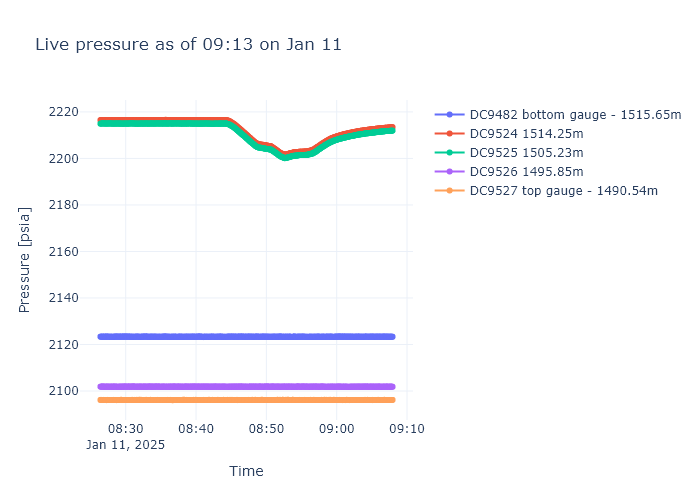 Live pressure as of 09:13 on Jan 11
DC9482 bottom gauge - 1515.65m
DC9524 1514.25m
DC9525 1505.23m
DC9526 1495.85m
DC9527 top gauge - 1490.54m
Pressure [psia]
2220
2200
2180
2160
2140
2120
2100
08:30 08:40 08:50 09:00 09:10
Jan 11, 2025
Time